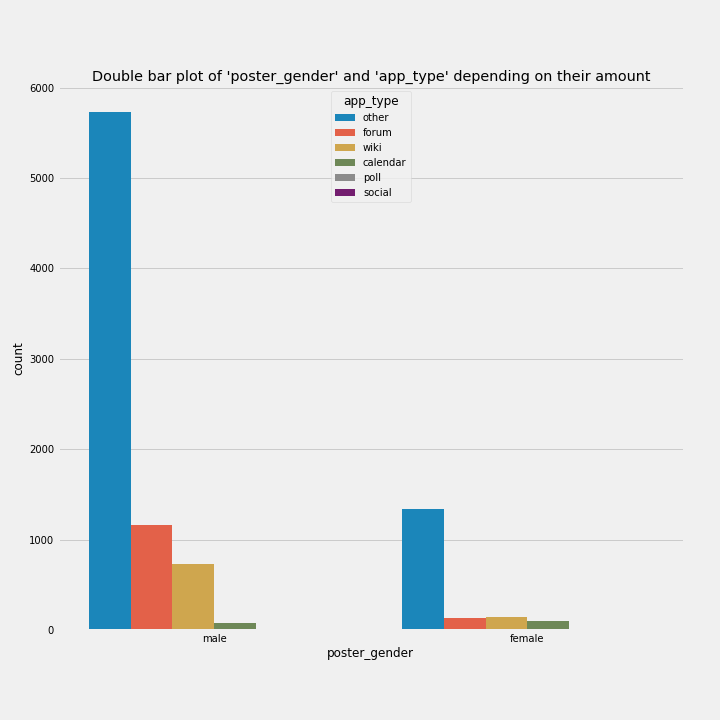 Double bar plot of 'poster_gender' and 'app_type' depending on their amount
app_type
other
forum
wiki
calendar
poll
social
6000
5000
4000
3000
2000
1000
0
count
male
female
poster_gender